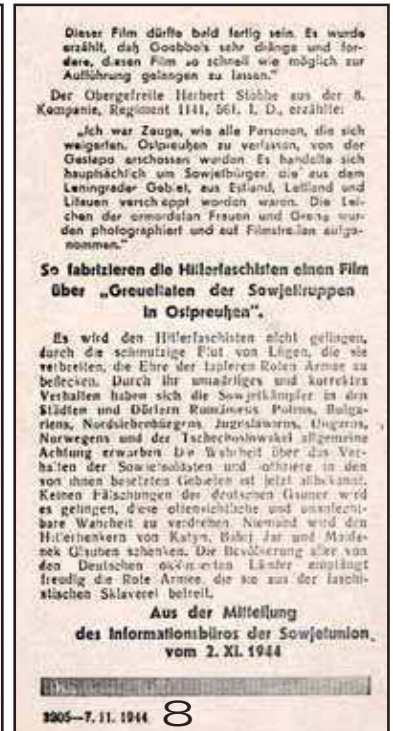 Dieser Film dürfte bald fertig sein. Es wurde
erzählt, daß Goebbels sehr dränge und for-
dere, diesen Film so schnell wie möglich zur
Aufführung gelangen zu lassen."
Der Obergefreite Herbert Stobbe aus der 8.
Kompanie, Regiment 1141, 561. I. D., erzählte:
„Ich war Zeuge, wie alle Personen, die sich
weigerten, Ostpreußen zu verlassen, von der
Gestapo erschossen wurden. Es handelte sich
hauptsächlich um Sowjetbürger, die aus dem
Leningrader Gebiet, aus Estland, Lettland und
Litauen verschleppt worden waren. Die Lei-
chen der ermordeten Frauen und Greise wur-
den photographiert und auf Filmstreifen aufge-
nommen."
So fabrizieren die Hitlerfaschisten einen Film
über „Greueltaten der Sowjettruppen
in Ostpreußen".
Es wird den Hitlerfaschisten nicht gelingen,
durch die schmutzige Flut von Lügen, die sie
verbreiten, die Ehre der tapferen Roten Armee zu
beflecken. Durch ihr und korrektes
Verhalten haben sich die Sowjetkämpfer in den
Städten und Dörfern Rumäniens, Polens, Bulga-
riens, Nordsiebenbürgens, Jugoslawiens, Ungarns,
Norwegens und der Tschechoslowakei allgemeine
Achtung erworben. Die Wahrheit über das Ver-
halten der Sowjetsoldaten und -offiziere in den
von ihnen besetzten Gebieten ist jetzt allbekannt.
Keinen Fälschungen der deutschen Gauner wird
es gelingen, diese offensichtliche und unanfecht-
bare Wahrheit zu verdrehen. Niemand wird den
Hitlerhenkern von Katyn, Babij Jar und Maida-
nek Glauben schenken. Die Bevölkerung aller von
den Deutschen okkupierten Länder empfängt
freudig die Rote Armee, die sie aus der faschi-
stischen Sklaverei befreit.
Aus der Mitteilung
des Informationsbüros der Sowjetunion
vom 2. XI. 1944
3205—7. 11. 1944 8